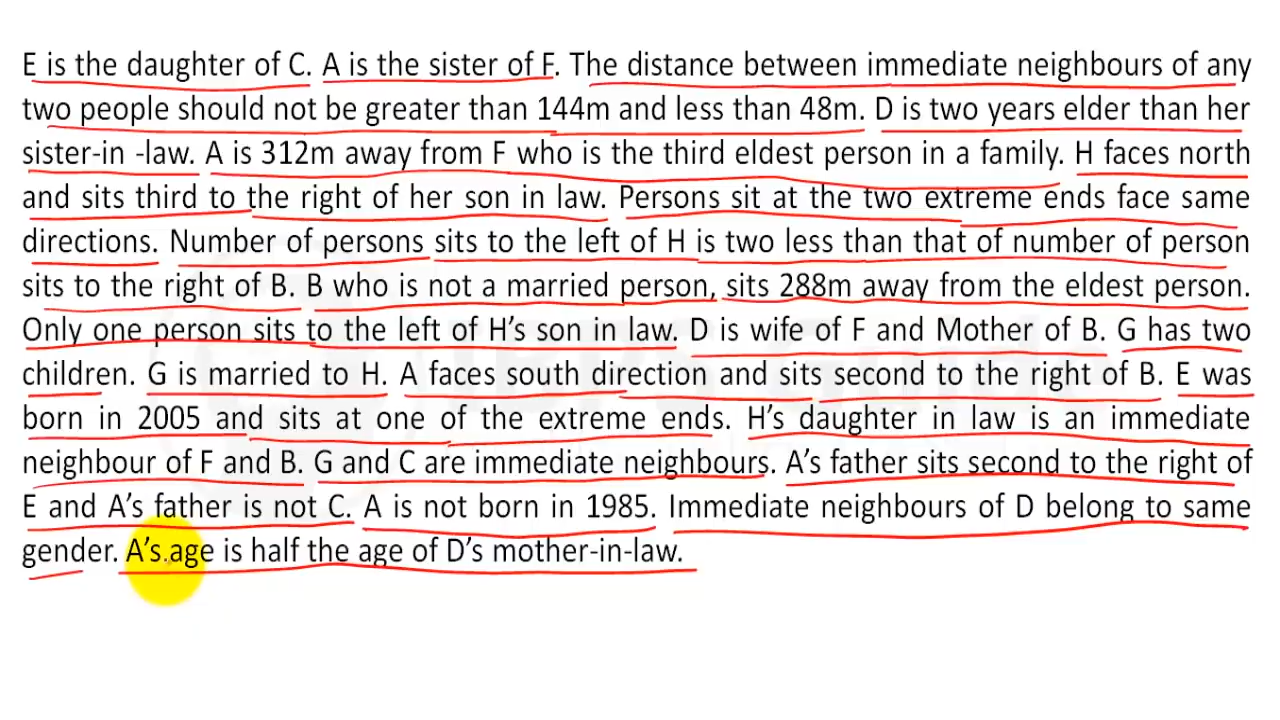 E is the daughter of C. A is the sister of F. The distance between immediate neighbours of any
two people should not be greater than 144m and less than 48m. D is two years elder than her
sister-in -law. A is 312m away from F who is the third eldest person in a family. H faces north
and sits third to the right of her son in law. Persons sit at the two extreme ends face same
directions. Number of persons sits to the left of H is two less than that of number of person
sits to the right of B. B who is not a married person, sits 288m away from the eldest person.
Only one person sits to the left of H's son in law. D is wife of F and Mother of B. G has two
children. G is married to H. A faces south direction and sits second to the right of B. E was
born in 2005 and sits at one of the extreme ends. H's daughter in law is an immediate
neighbour of F and B. G and C are immediate neighbours. A's father sits second to the right of
E and A's father is not C. A is not born in 1985. Immediate neighbours of D belong to same
gender. A's age is half the age of D's mother-in-law.